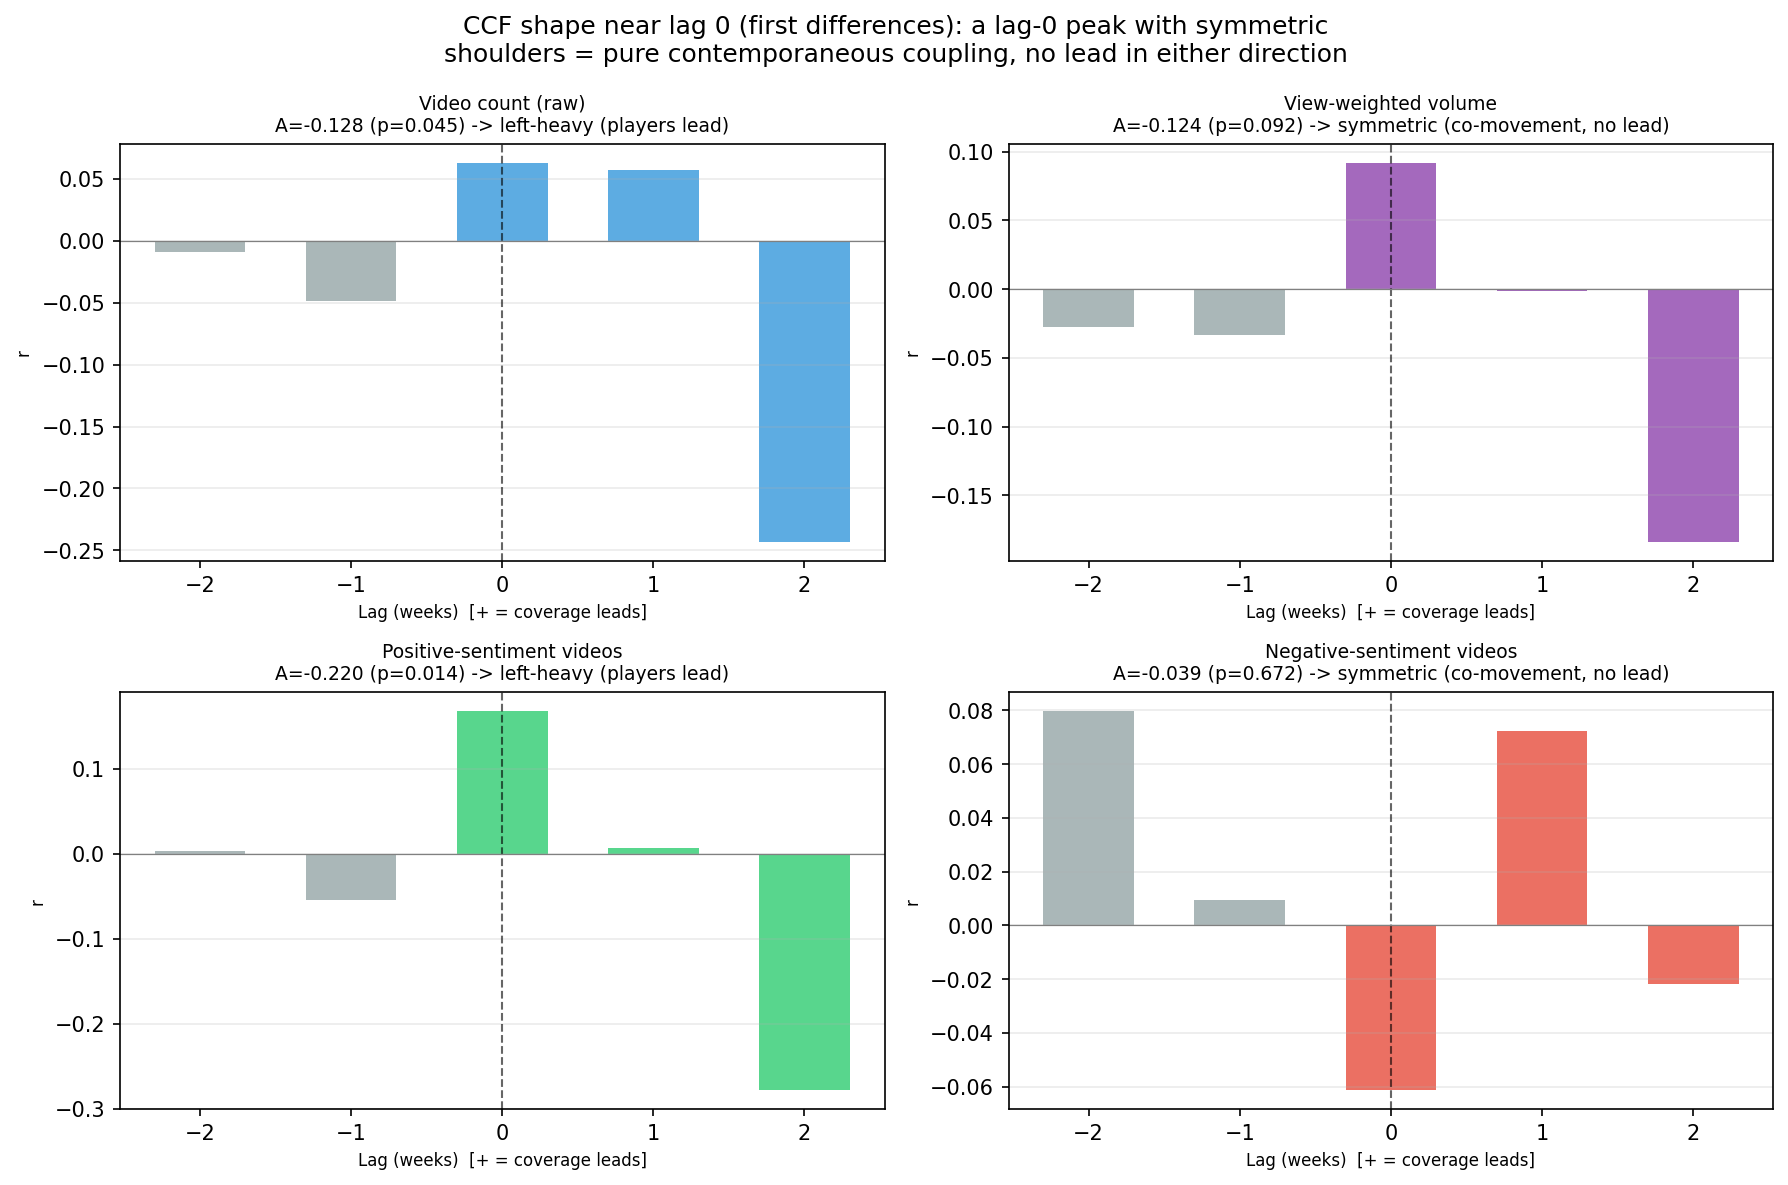 CCF shape near lag 0 (first differences): a lag-0 peak with symmetric
shoulders = pure contemporaneous coupling, no lead in either direction
Video count (raw)
A=-0.128 (p=0.045) -> left-heavy (players lead)
0.05
0.00
−0.05
−0.10
−0.15
−0.20
−0.25
r
−2
−1
0
1
2
Lag (weeks)  [+ = coverage leads]
View-weighted volume
A=-0.124 (p=0.092) -> symmetric (co-movement, no lead)
0.10
0.05
0.00
−0.05
−0.10
−0.15
r
−2
−1
0
1
2
Lag (weeks)  [+ = coverage leads]
Positive-sentiment videos
A=-0.220 (p=0.014) -> left-heavy (players lead)
0.1
0.0
−0.1
−0.2
−0.3
r
−2
−1
0
1
2
Lag (weeks)  [+ = coverage leads]
Negative-sentiment videos
A=-0.039 (p=0.672) -> symmetric (co-movement, no lead)
0.08
0.06
0.04
0.02
0.00
−0.02
−0.04
−0.06
r
−2
−1
0
1
2
Lag (weeks)  [+ = coverage leads]